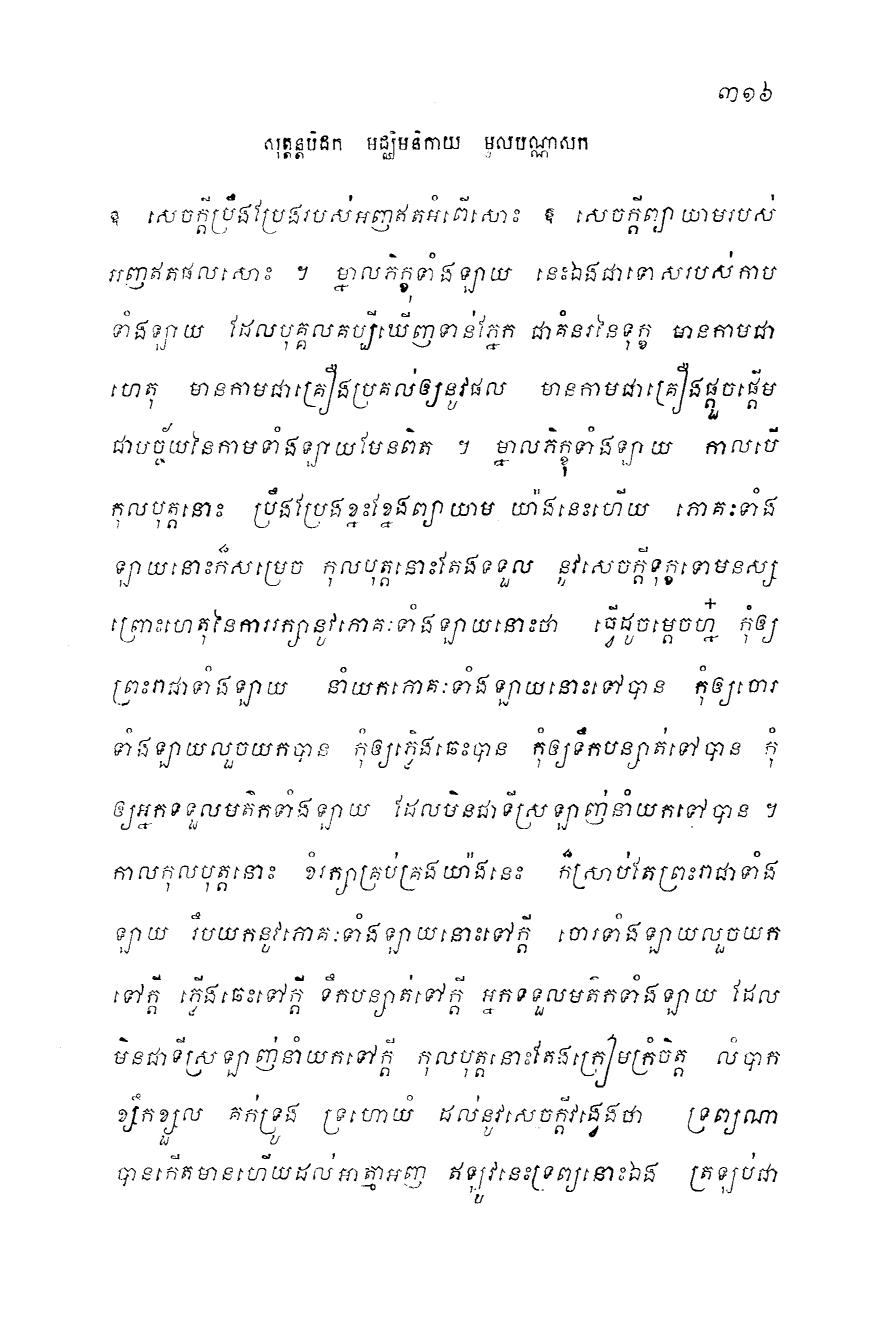 ៣១៦
សុត្តន្តបិដក មជ្ឈិមនិកាយ មូលបណ្ណាសក
ឱ សេចក្តីប្រឹងប្រែងរបស់អញឥតអំពើសោះ ឱ សេចក្តីព្យាយាមរបស់
អញឥតផលសោះ ។ ម្នាលភិក្ខុទាំងឡាយ នេះឯងជាទោសរបស់កាម
ទាំងឡាយ ដែលបុគ្គលគប្បីឃើញទាន់ភ្នែក ជាគំនរនៃទុក្ខ មានកាមជា
ហេតុ មានកាមជាគ្រឿងប្រគល់ឲ្យនូវផល មានកាមជាគ្រឿងផ្តួចផ្តើម
ជាបច្ច័យនៃកាមទាំងឡាយមែនពិត ។ ម្នាលភិក្ខុទាំងឡាយ កាលបើ
កុលបុត្តនោះ ប្រឹងប្រែងខ្នះខ្នែងព្យាយាម យ៉ាងនេះហើយ ភោគៈទាំង
ឡាយនោះក៏សម្រេច កុលបុត្តនោះតែងទទួល នូវសេចក្តីទុក្ខទោមនស្ស
ព្រោះហេតុនៃការរក្សានូវភោគៈទាំងឡាយនោះថា ធ្វើដូចម្តេចហ្ន៎ កុំឲ្យ
ព្រះរាជាទាំងឡាយ នាំយកភោគៈទាំងឡាយនោះទៅបាន កុំឲ្យចោរ
ទាំងឡាយលួចយកបាន កុំឲ្យភ្លើងឆេះបាន កុំឲ្យទឹកបន្សាត់ទៅបាន កុំ
ឲ្យអ្នកទទួលមតិកទាំងឡាយ ដែលមិនជាទីស្រឡាញ់នាំយកទៅបាន ។
កាលកុលបុត្តនោះ ខំរក្សាគ្រប់គ្រងយ៉ាងនេះ ក៏ស្រាប់តែព្រះរាជាទាំង
ឡាយ រឹបយកនូវភោគៈទាំងឡាយនោះទៅក្តី ចោរទាំងឡាយលួចយក
ទៅក្តី ភ្លើងឆេះទៅក្តី ទឹកបន្សាត់ទៅក្តី អ្នកទទួលមតិកទាំងឡាយ ដែល
មិនជាទីស្រឡាញ់នាំយកទៅក្តី កុលបុត្តនោះតែងក្រៀមក្រំចិត្ត លំបាក
ខ្សឹកខ្សួល គក់ទ្រូង ទ្រហោយំ ដល់នូវសេចក្តីវង្វេងថា ទ្រព្យណា
បានកើតមានហើយដល់អាត្មាអញ ឥឡូវនេះទ្រព្យនោះឯង ត្រឡប់ជា